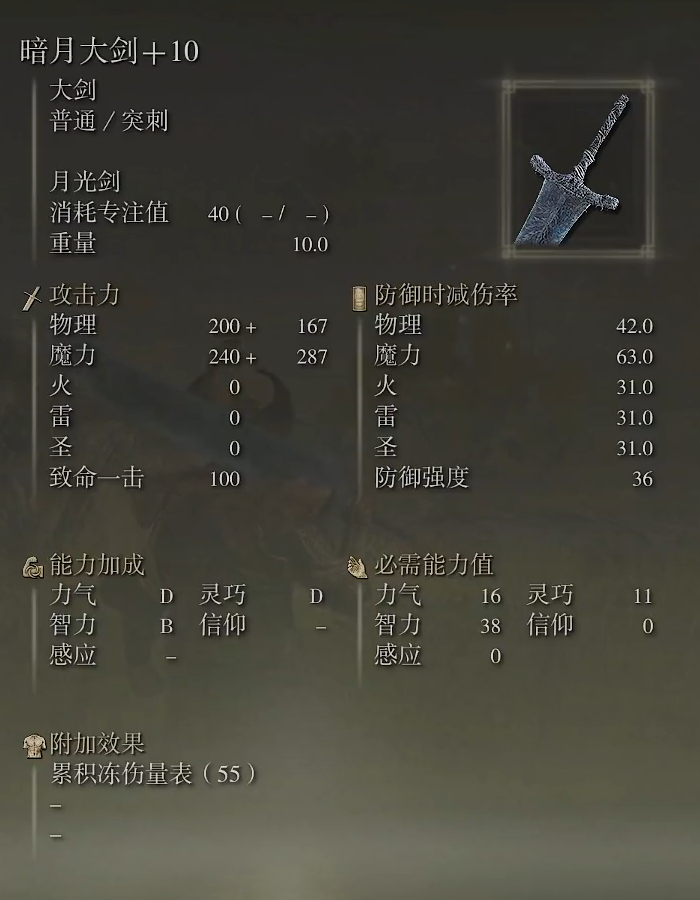 暗月大剑+10
大剑
普通 / 突刺
月光剑
消耗专注值 40 ( – / – )
重量 10.0
攻击力 防御时减伤率
物理 200 + 167 物理 42.0
魔力 240 + 287 魔力 63.0
火 0 火 31.0
雷 0 雷 31.0
圣 0 圣 31.0
致命一击 100 防御强度 36
能力加成 必需能力值
力气 D 灵巧 D 力气 16 灵巧 11
智力 B 信仰 – 智力 38 信仰 0
感应 – 感应 0
附加效果
累积冻伤量表（55）
–
–